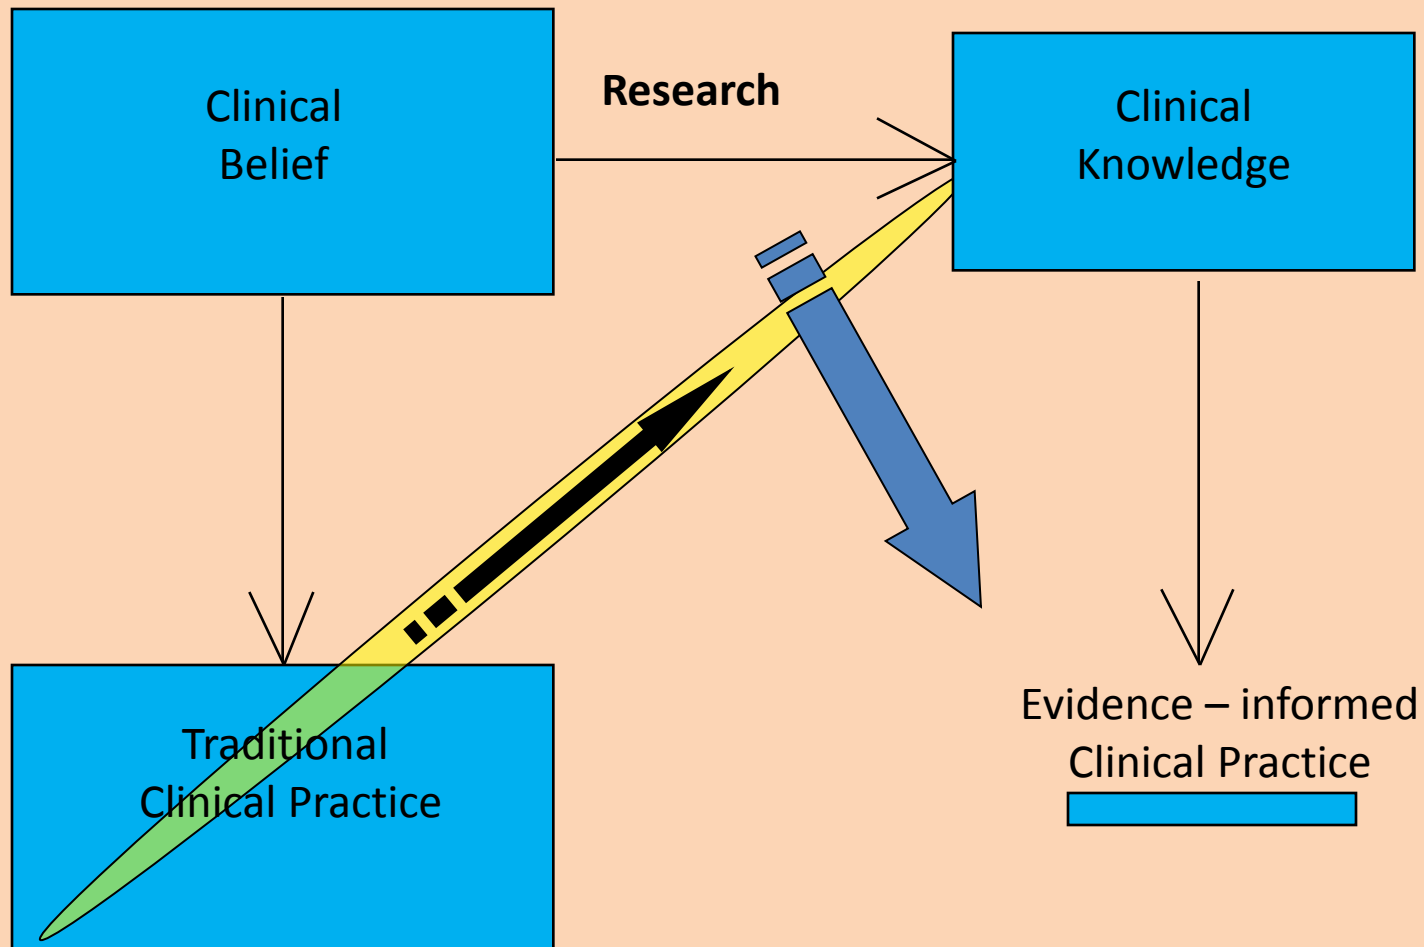 Clinical
Belief
Research
Clinical
Knowledge
Traditional
Clinical Practice
Evidence – informed
Clinical Practice